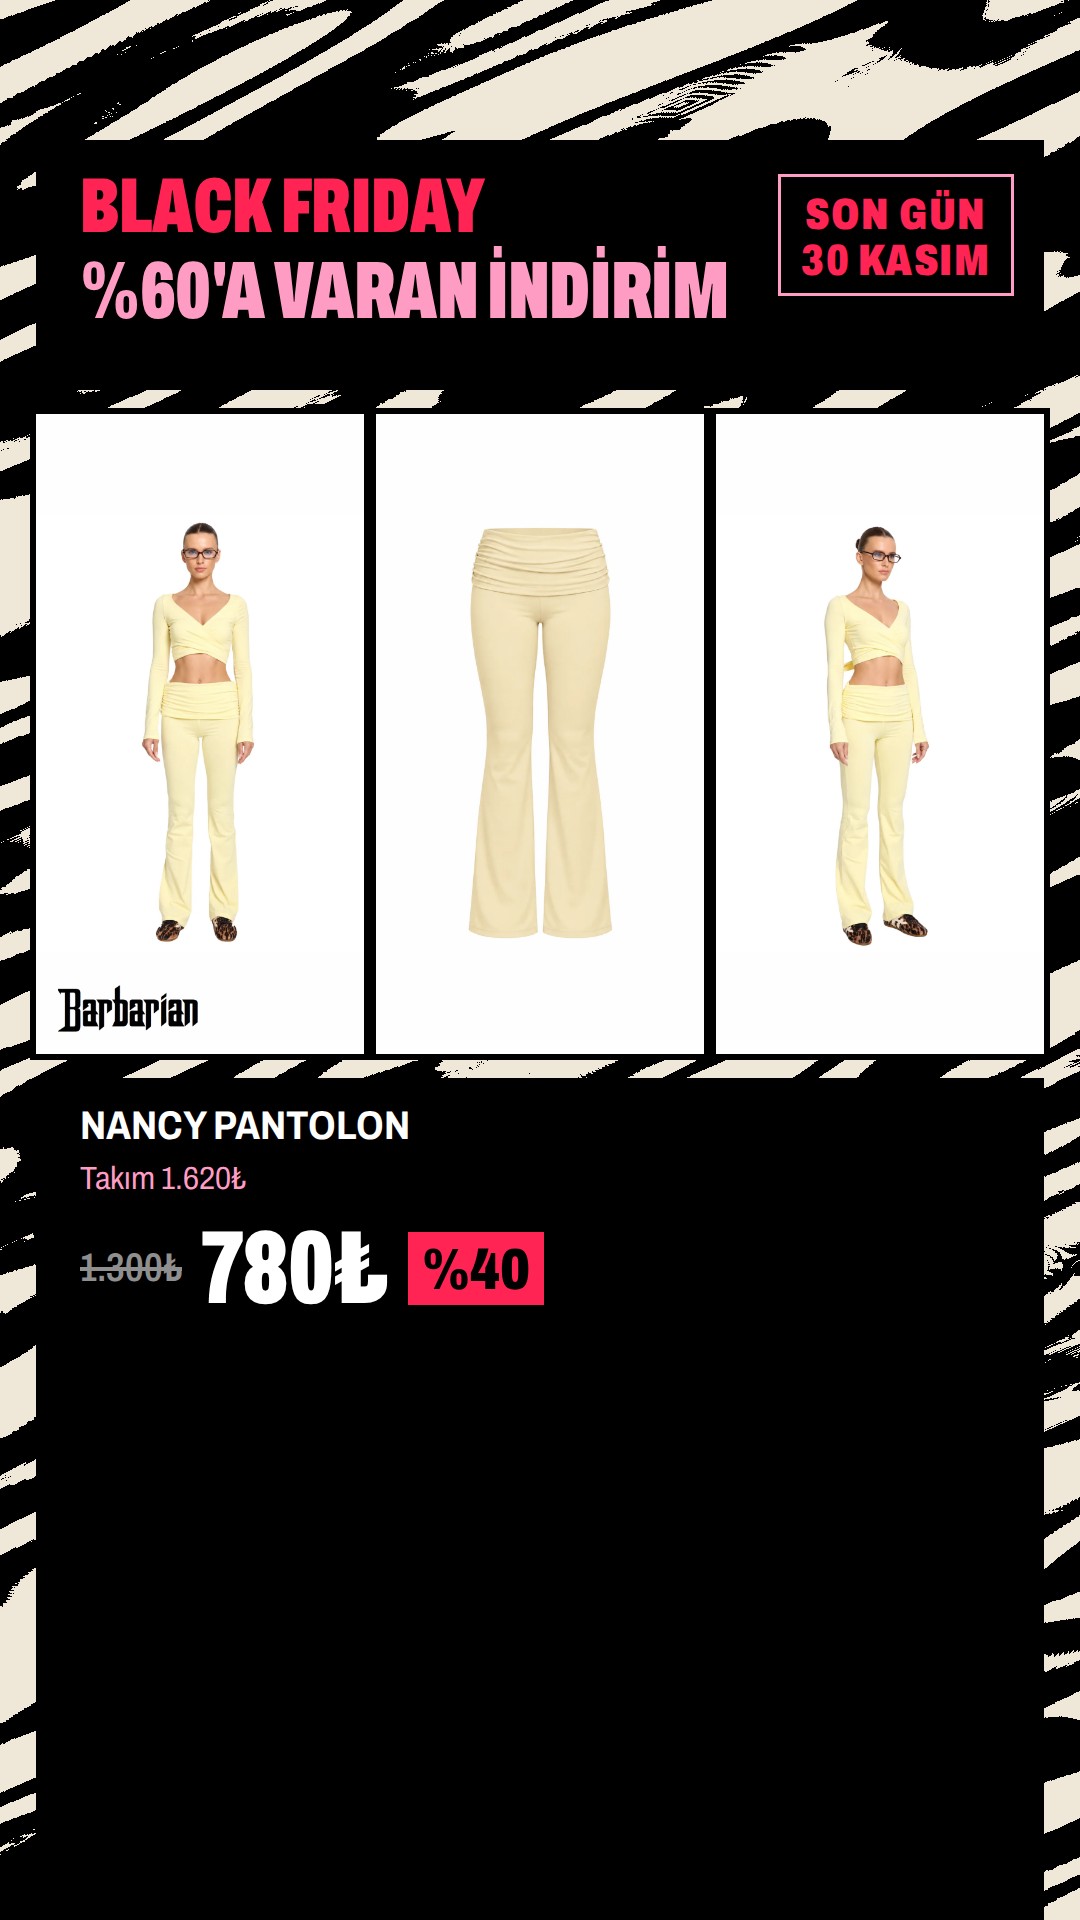 BLACK FRIDAY
%60'A VARAN İNDİRİM
SON GÜN
30 KASIM
Barbarian
NANCY PANTOLON
Takım 1.620₺
1.300₺ 780₺ %40